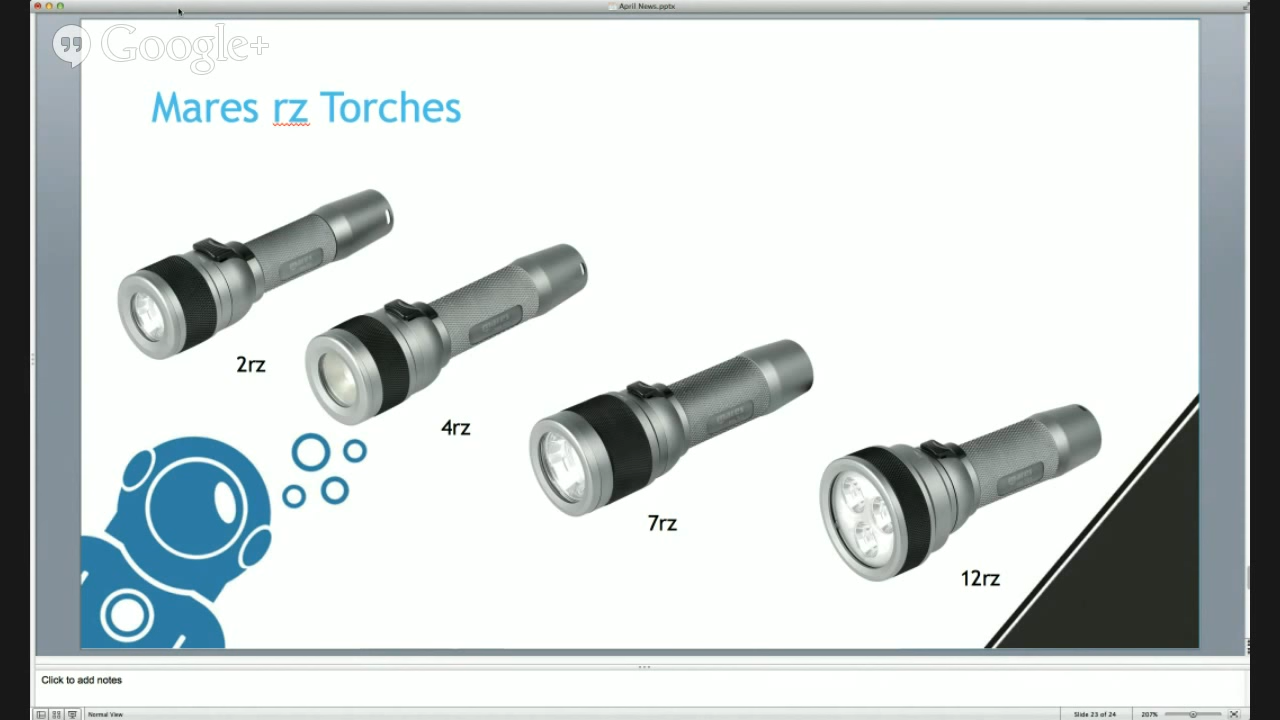 April News.pptx
Google+
Mares rz Torches
2rz
4rz
7rz
12rz
Click to add notes
Normal View
Slide 23 of 24
207%